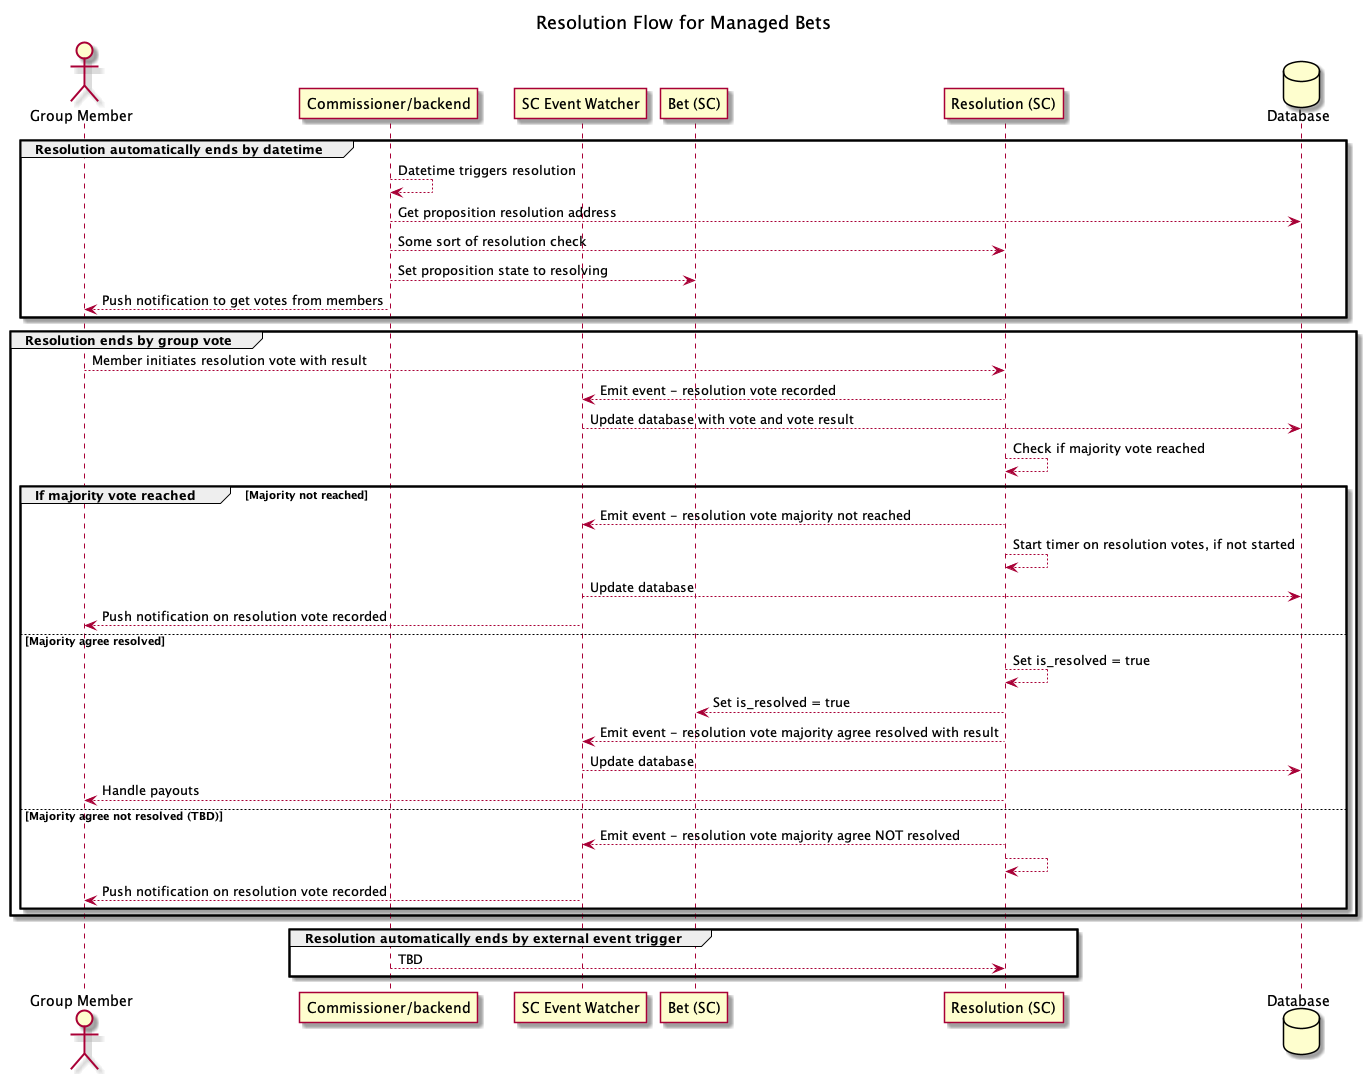 Resolution Flow for Managed Bets
Group Member
Commissioner/backend
SC Event Watcher
Bet (SC)
Resolution (SC)
Database
Resolution automatically ends by datetime
Datetime triggers resolution
Get proposition resolution address
Some sort of resolution check
Set proposition state to resolving
Push notification to get votes from members
Resolution ends by group vote
Member initiates resolution vote with result
Emit event - resolution vote recorded
Update database with vote and vote result
Check if majority vote reached
If majority vote reached
[Majority not reached]
Emit event - resolution vote majority not reached
Start timer on resolution votes, if not started
Update database
Push notification on resolution vote recorded
[Majority agree resolved]
Set is_resolved = true
Set is_resolved = true
Emit event - resolution vote majority agree resolved with result
Update database
Handle payouts
[Majority agree not resolved (TBD)]
Emit event - resolution vote majority agree NOT resolved
Push notification on resolution vote recorded
Resolution automatically ends by external event trigger
TBD
Group Member
Commissioner/backend
SC Event Watcher
Bet (SC)
Resolution (SC)
Database